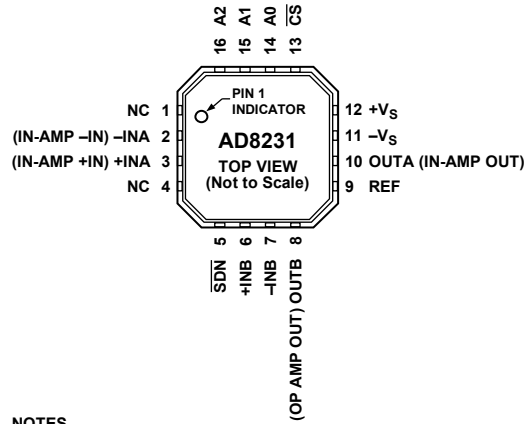 16 A2
15 A1
14 A0
13 C̅S̅
PIN 1
INDICATOR
NC 1
(IN-AMP –IN) –INA 2
(IN-AMP +IN) +INA 3
NC 4
AD8231
TOP VIEW
(Not to Scale)
12 +VS
11 –VS
10 OUTA (IN-AMP OUT)
9 REF
S̅D̅N̅ 5
+INB 6
–INB 7
(OP AMP OUT) OUTB 8
NOTES